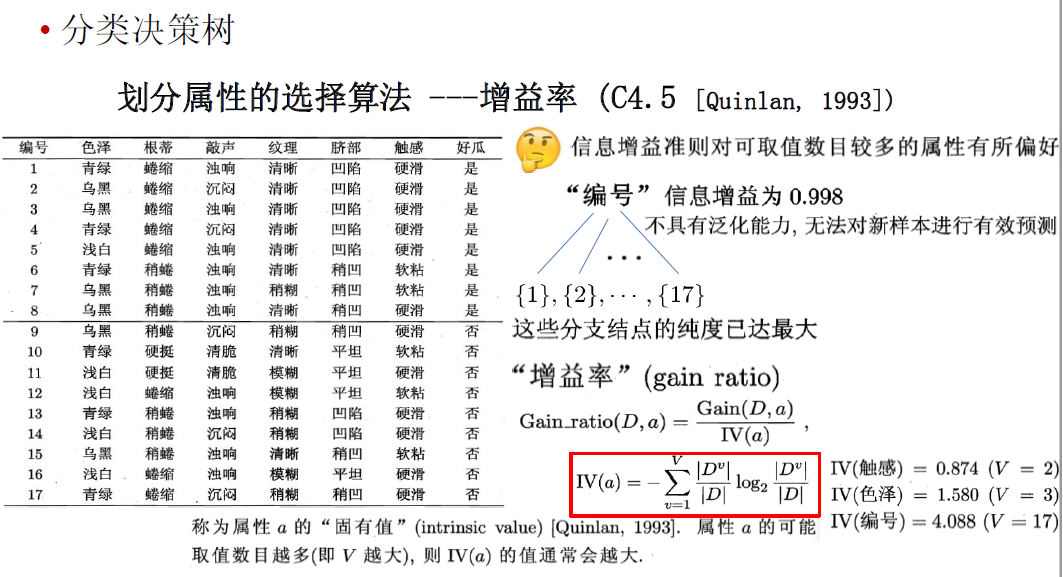 • 分类决策树
划分属性的选择算法 ---增益率 (C4.5 [Quinlan, 1993])
编号 色泽 根蒂 敲声 纹理 脐部 触感 好瓜
1 青绿 蜷缩 浊响 清晰 凹陷 硬滑 是
2 乌黑 蜷缩 沉闷 清晰 凹陷 硬滑 是
3 乌黑 蜷缩 浊响 清晰 凹陷 硬滑 是
4 青绿 蜷缩 沉闷 清晰 凹陷 硬滑 是
5 浅白 蜷缩 浊响 清晰 凹陷 硬滑 是
6 青绿 稍蜷 浊响 清晰 稍凹 软粘 是
7 乌黑 稍蜷 浊响 稍糊 稍凹 软粘 是
8 乌黑 稍蜷 浊响 清晰 稍凹 硬滑 是
9 乌黑 稍蜷 沉闷 稍糊 稍凹 硬滑 否
10 青绿 硬挺 清脆 清晰 平坦 软粘 否
11 浅白 硬挺 清脆 模糊 平坦 硬滑 否
12 浅白 蜷缩 浊响 模糊 平坦 软粘 否
13 青绿 稍蜷 浊响 稍糊 凹陷 硬滑 否
14 浅白 稍蜷 沉闷 稍糊 凹陷 硬滑 否
15 乌黑 稍蜷 浊响 清晰 稍凹 软粘 否
16 浅白 蜷缩 浊响 模糊 平坦 硬滑 否
17 青绿 蜷缩 沉闷 稍糊 稍凹 硬滑 否
信息增益准则对可取值数目较多的属性有所偏好
“编号” 信息增益为 0.998
不具有泛化能力, 无法对新样本进行有效预测
···
{1}, {2}, ··· , {17}
这些分支结点的纯度已达最大
“增益率” (gain ratio)
Gain_ratio(D, a) = Gain(D, a) / IV(a) ,
IV(a) = − ∑_{v=1}^{V} |D^v| / |D| log₂ |D^v| / |D|
IV(触感) = 0.874 (V = 2)
IV(色泽) = 1.580 (V = 3)
IV(编号) = 4.088 (V = 17)
称为属性 a 的 “固有值” (intrinsic value) [Quinlan, 1993]. 属性 a 的可能
取值数目越多(即 V 越大), 则 IV(a) 的值通常会越大.